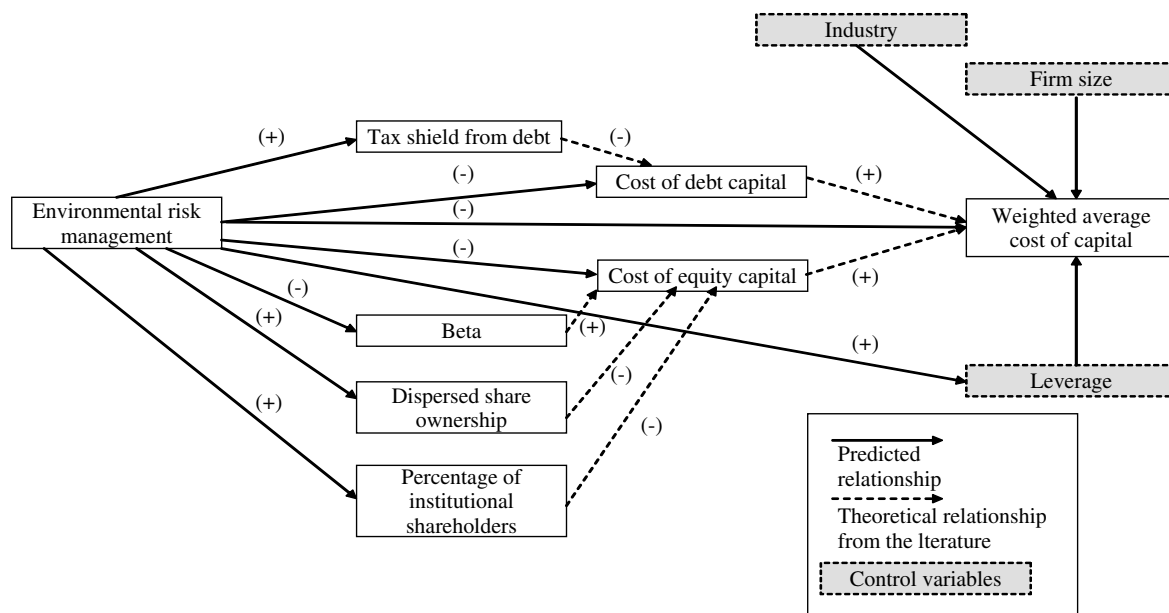 Industry
Firm size
(+)
Tax shield from debt
(-)
(-)
Cost of debt capital
(+)
Environmental risk
management
(-)
Weighted average
cost of capital
(-)
Cost of equity capital
(+)
(-)
Beta
(+)
(+)
(+)
Leverage
(+)
Dispersed share
ownership
(-)
(-)
Percentage of
institutional
shareholders
Predicted
relationship
Theoretical relationship
from the lterature
Control variables